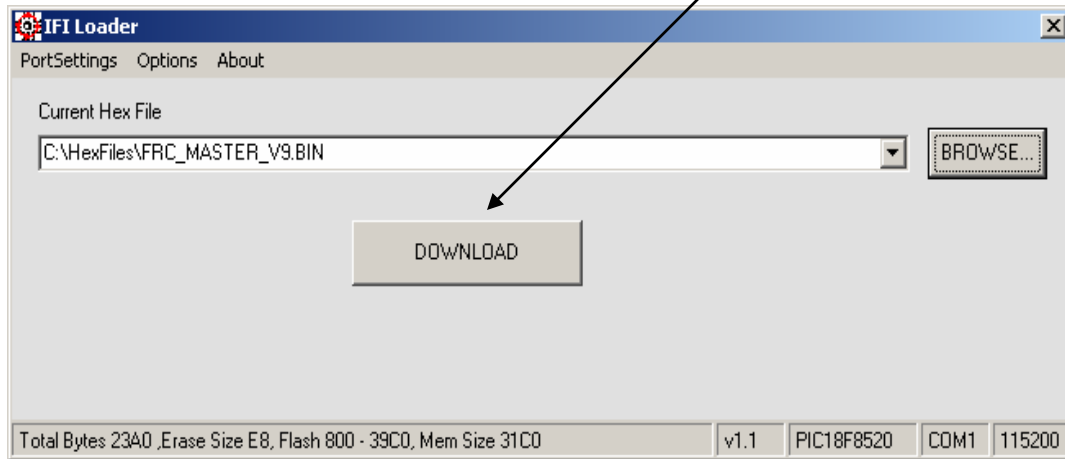 IFI Loader
PortSettings Options About
Current Hex File
C:\HexFiles\FRC_MASTER_V9.BIN BROWSE...
DOWNLOAD
Total Bytes 23A0 ,Erase Size E8, Flash 800 - 39C0, Mem Size 31C0 v1.1 PIC18F8520 COM1 115200